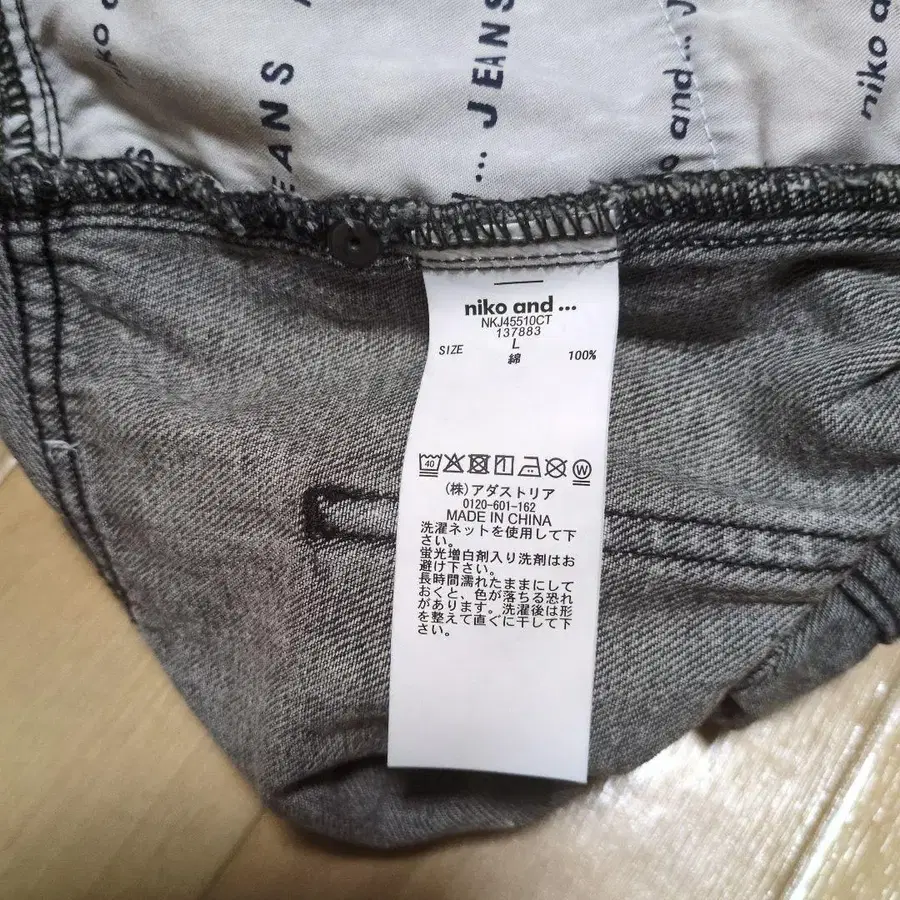 niko a
JEANS
EANS
... JEANS
o and... J
niko a
niko and ...
NKJ45510CT
137883
SIZE L
綿 100%
40
W
(株)アダストリア
0120-601-162
MADE IN CHINA
洗濯ネットを使用して下
さい。
蛍光増白剤入り洗剤はお
避け下さい。
長時間濡れたままにして
おくと、色が落ちる恐れ
があります。洗濯後は形
を整えて直ぐに干して下
さい。